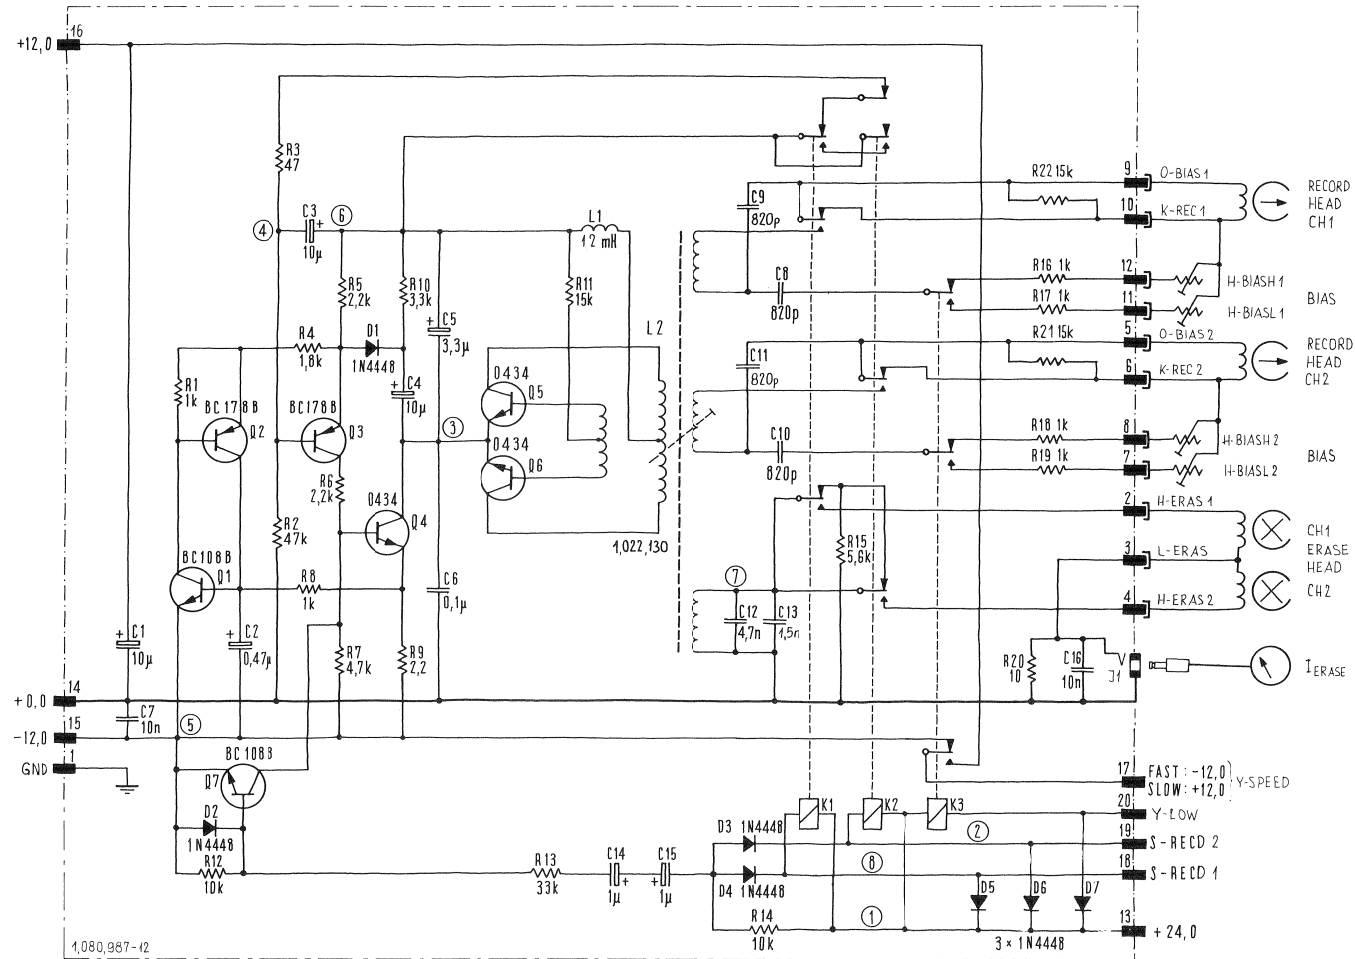 16
+12,0
R3
47
R22 15k
9
O-BIAS 1
RECORD
HEAD
CH1
10
K-REC 1
C9
820p
4
C3
10µ
6
L1
12 mH
R5
2,2k
R10
3,3k
R11
15k
C8
820p
R16 1k
12
H-BIASH 1
BIAS
R17 1k
11
H-BIASL 1
C5
3,3µ
L2
R21 15k
5
O-BIAS 2
RECORD
HEAD
CH2
R4
1,8k
D1
1N4448
C11
820p
6
K-REC 2
R1
1k
BC178B
Q2
BC178B
Q3
C4
10µ
0434
Q5
3
0434
Q6
C10
820p
R18 1k
8
H-BIASH 2
BIAS
R19 1k
7
H-BIASL 2
R6
2,2k
0434
Q4
R2
47k
1,022,130
R15
5,6k
2
H-ERAS 1
CH1
ERASE
HEAD
CH2
3
L-ERAS
4
H-ERAS 2
BC108B
Q1
R8
1k
C6
0,1µ
7
C12
4,7n
C13
1,5n
C1
10µ
C2
0,47µ
R7
4,7k
R9
2,2
R20
10
C16
10n
J1
I ERASE
14
+0,0
C7
10n
15
-12,0
5
1
GND
BC108B
Q7
17
FAST : -12,0
SLOW : +12,0
Y-SPEED
K1
K2
K3
20
Y-LOW
D2
1N4448
D3
1N4448
2
19
S-RECD 2
R12
10k
R13
33k
C14
1µ
C15
1µ
D4
1N4448
8
18
S-RECD 1
D5
D6
D7
R14
10k
1
13
+24,0
3 × 1N4448
1,080,987-12